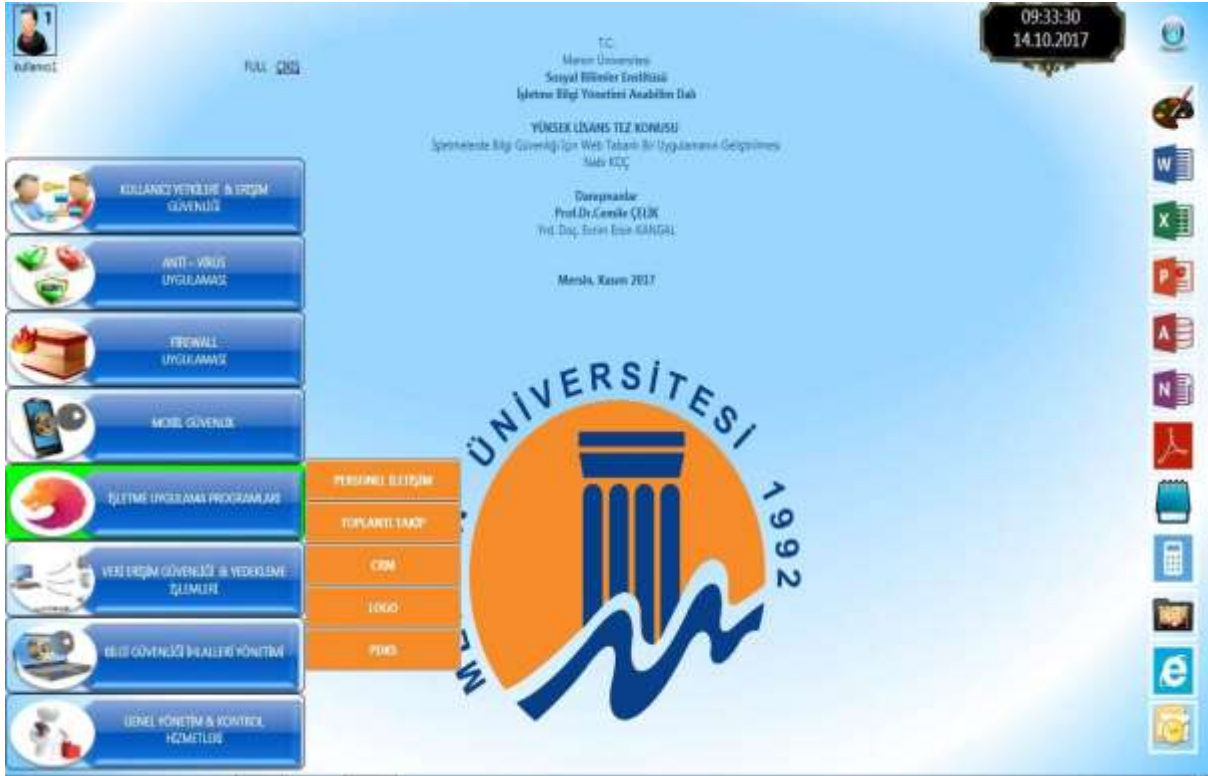 1
kullanıcı1
FULL ÇIKIŞ
T.C.
Mersin Üniversitesi
Sosyal Bilimler Enstitüsü
İşletme Bilgi Yönetimi Anabilim Dalı
YÜKSEK LİSANS TEZ KONUSU
İşletmelerde Bilgi Güvenliği İçin Web Tabanlı Bir Uygulamanın Geliştirilmesi
Nabi KOÇ
Danışmanlar
Prof.Dr.Cemile ÇELİK
Yrd. Doç. Evrim Ersin KANGAL
Mersin, Kasım 2017
09:33:30
14.10.2017
KULLANICI YETKİLERİ & ERİŞİM
GÜVENLİĞİ
ANTİ - VİRÜS
UYGULAMASI
FIREWALL
UYGULAMASI
MOBİL GÜVENLİK
İŞLETME UYGULAMA PROGRAMLARI
VERİ ERİŞİM GÜVENLİĞİ & YEDEKLEME
İŞLEMLERİ
BİLGİ GÜVENLİĞİ İHLALLERİ YÖNETİMİ
GENEL YÖNETİM & KONTROL
HİZMETLERİ
PERSONEL İLETİŞİM
TOPLANTI TAKİP
CRM
LOGO
PDKS
ÜNİVERSİTESİ 1992